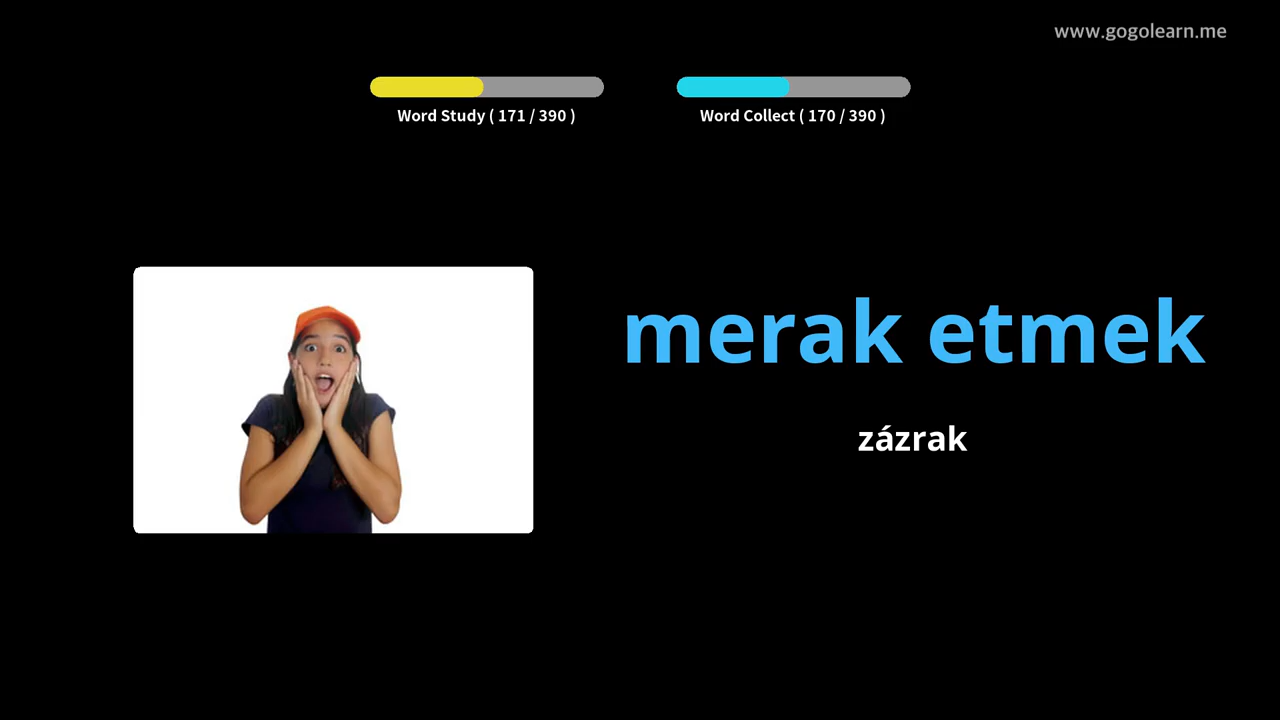 www.gogolearn.me
Word Study ( 171 / 390 )
Word Collect ( 170 / 390 )
merak etmek
zázrak